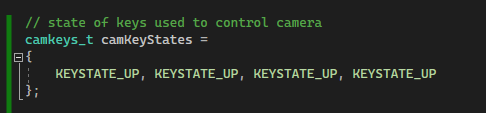 // state of keys used to control camera
camkeys_t camKeyStates =
{
KEYSTATE_UP, KEYSTATE_UP, KEYSTATE_UP, KEYSTATE_UP
};